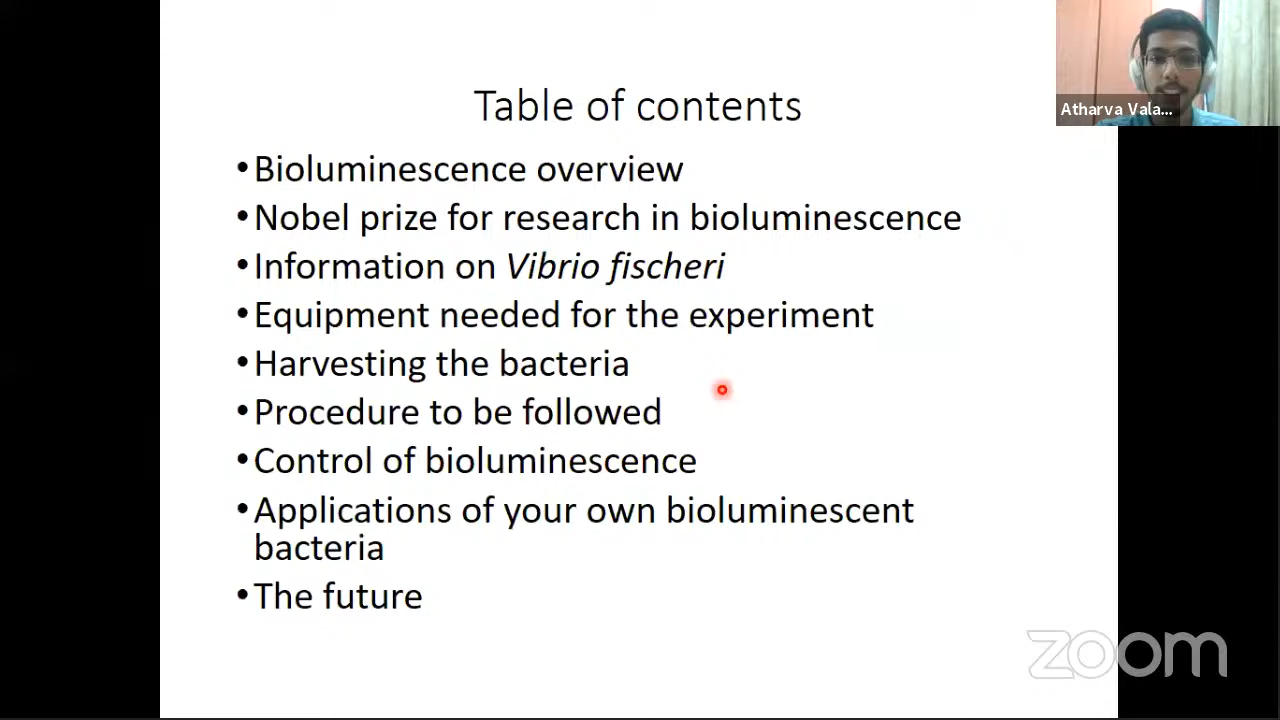 Atharva Vala...
Table of contents
•Bioluminescence overview
•Nobel prize for research in bioluminescence
•Information on Vibrio fischeri
•Equipment needed for the experiment
•Harvesting the bacteria
•Procedure to be followed
•Control of bioluminescence
•Applications of your own bioluminescent
bacteria
•The future
zoom